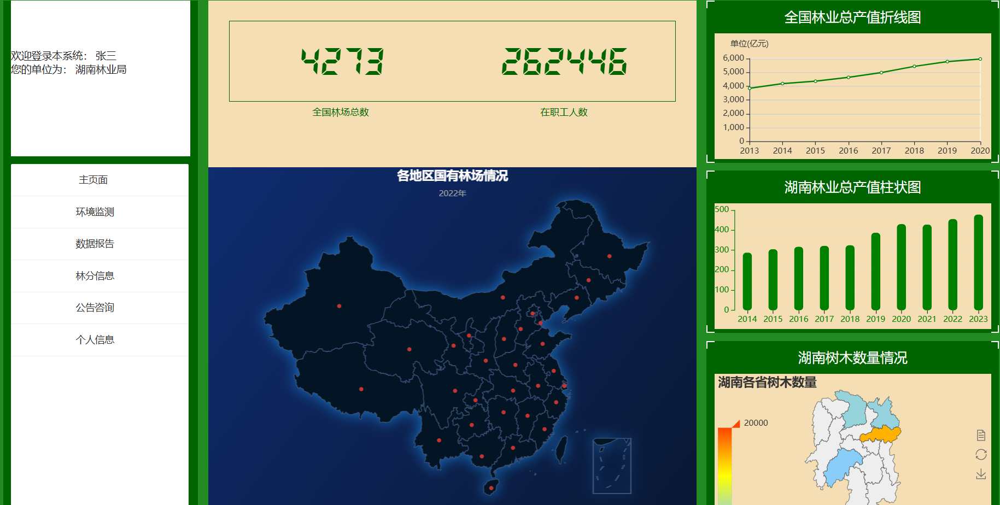 欢迎登录本系统： 张三
您的单位为： 湖南林业局
主页面
环境监测
数据报告
林分信息
公告咨询
个人信息
4273
262446
全国林场总数
在职工人数
各地区国有林场情况
2022年
全国林业总产值折线图
单位(亿元)
6,000
5,000
4,000
3,000
2,000
1,000
0
2013 2014 2015 2016 2017 2018 2019 2020
湖南林业总产值柱状图
500
400
300
200
100
0
2014 2015 2016 2017 2018 2019 2020 2021 2022 2023
湖南树木数量情况
湖南各省树木数量
20000